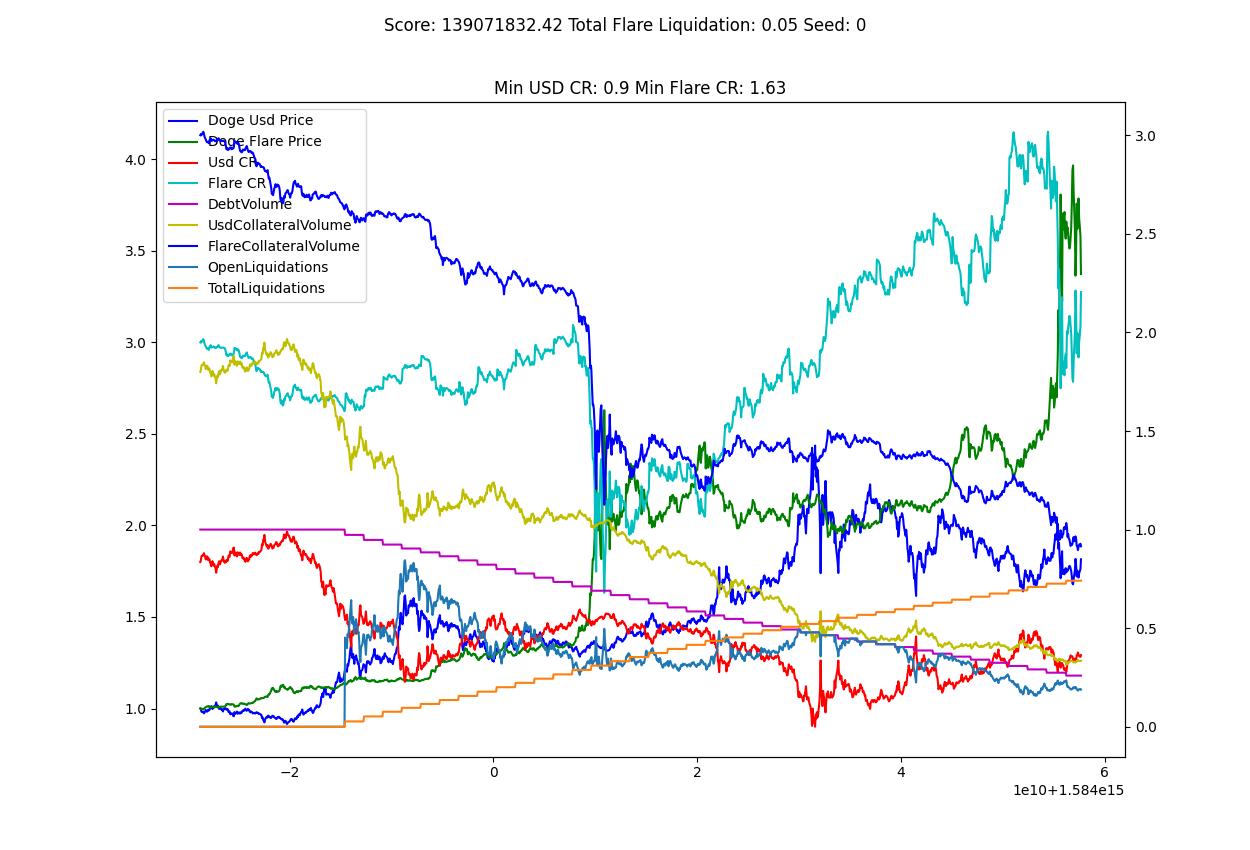 Score: 139071832.42 Total Flare Liquidation: 0.05 Seed: 0
Min USD CR: 0.9 Min Flare CR: 1.63
Doge Usd Price
Doge Flare Price
Usd CR
Flare CR
DebtVolume
UsdCollateralVolume
FlareCollateralVolume
OpenLiquidations
TotalLiquidations
4.0
3.5
3.0
2.5
2.0
1.5
1.0
3.0
2.5
2.0
1.5
1.0
0.5
0.0
−2
0
2
4
6
1e10+1.584e15